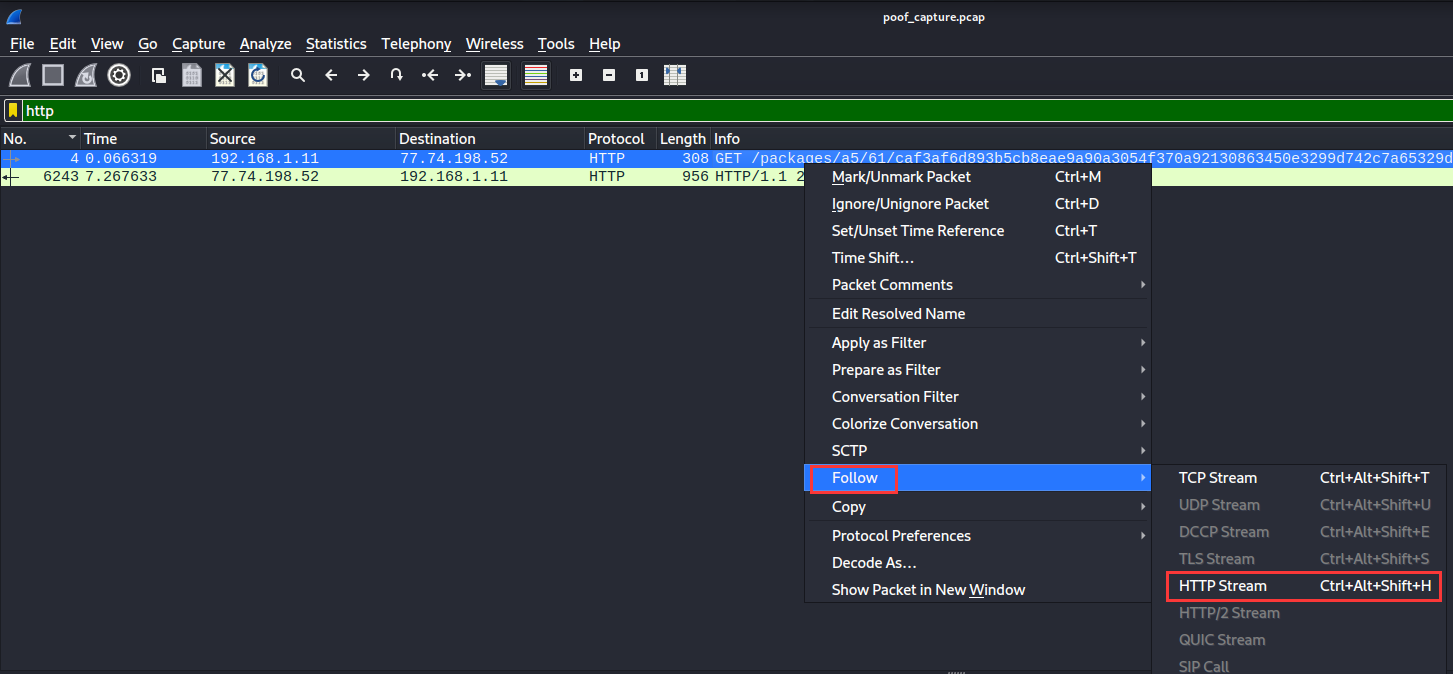 poof_capture.pcap
File Edit View Go Capture Analyze Statistics Telephony Wireless Tools Help
http
No. Time Source Destination Protocol Length Info
4 0.066319 192.168.1.11 77.74.198.52 HTTP 308 GET /packages/a5/61/caf3af6d893b5cb8eae9a90a3054f370a92130863450e3299d742c7a65329d
6243 7.267633 77.74.198.52 192.168.1.11 HTTP 956 HTTP/1.1 2
Mark/Unmark Packet Ctrl+M
Ignore/Unignore Packet Ctrl+D
Set/Unset Time Reference Ctrl+T
Time Shift… Ctrl+Shift+T
Packet Comments
Edit Resolved Name
Apply as Filter
Prepare as Filter
Conversation Filter
Colorize Conversation
SCTP
Follow
TCP Stream Ctrl+Alt+Shift+T
UDP Stream Ctrl+Alt+Shift+U
DCCP Stream Ctrl+Alt+Shift+E
TLS Stream Ctrl+Alt+Shift+S
HTTP Stream Ctrl+Alt+Shift+H
HTTP/2 Stream
QUIC Stream
SIP Call
Copy
Protocol Preferences
Decode As…
Show Packet in New Window